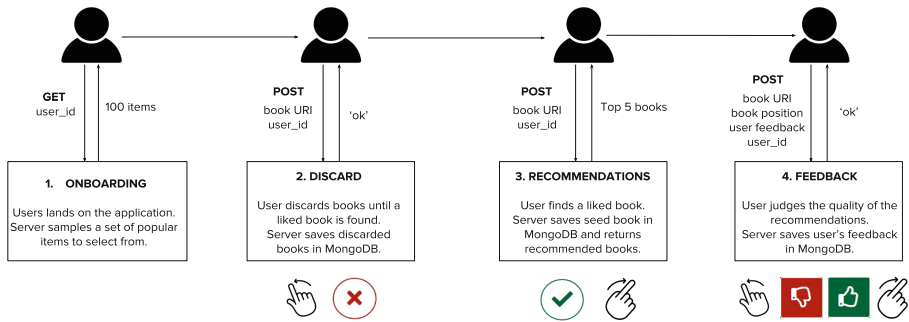 GET
user_id
100 items
1. ONBOARDING
Users lands on the application.
Server samples a set of popular
items to select from.
POST
book URI
user_id
'ok'
2. DISCARD
User discards books until a
liked book is found.
Server saves discarded
books in MongoDB.
POST
book URI
user_id
Top 5 books
3. RECOMMENDATIONS
User finds a liked book.
Server saves seed book in
MongoDB and returns
recommended books.
POST
book URI
book position
user feedback
user_id
'ok'
4. FEEDBACK
User judges the quality of the
recommendations.
Server saves user's feedback
in MongoDB.